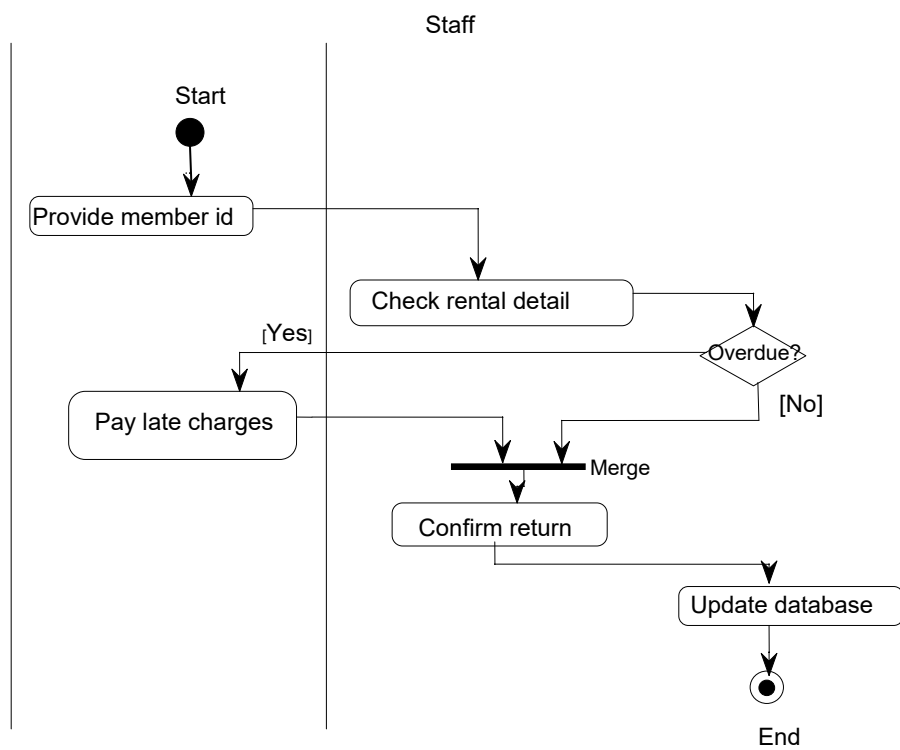 Staff
Start
Provide member id
Check rental detail
[Yes]
Overdue?
Pay late charges
[No]
Merge
Confirm return
Update database
End